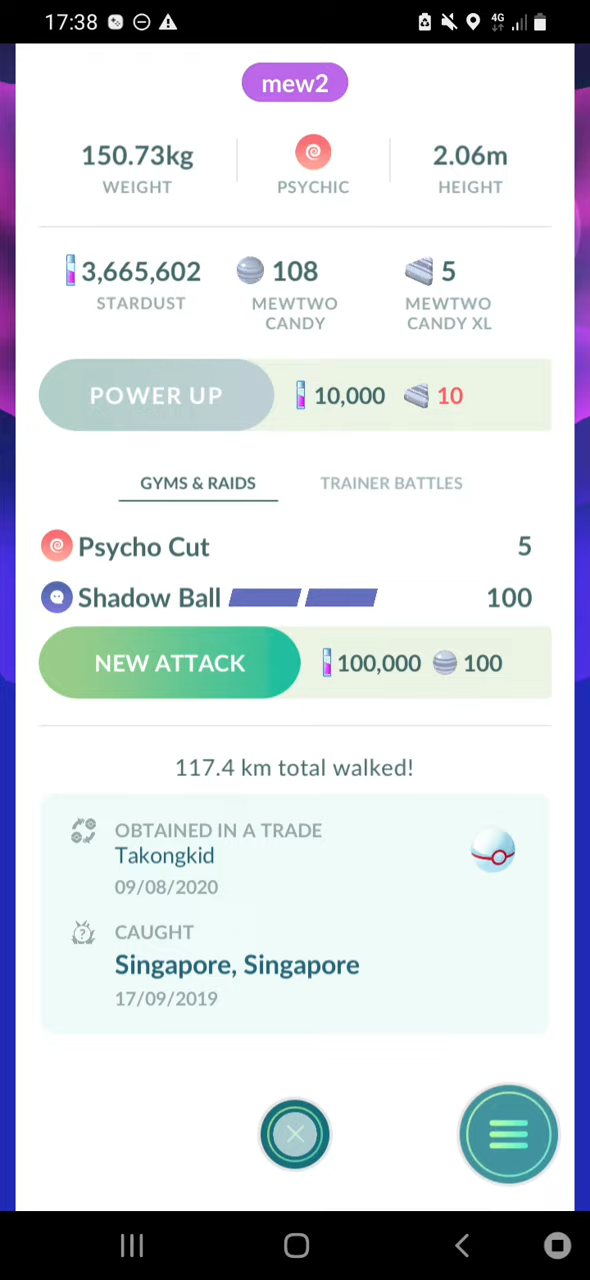 17:38
4G
mew2
150.73kg
WEIGHT
PSYCHIC
2.06m
HEIGHT
3,665,602
STARDUST
108
MEWTWO
CANDY
5
MEWTWO
CANDY XL
POWER UP
10,000
10
GYMS & RAIDS
TRAINER BATTLES
Psycho Cut
5
Shadow Ball
100
NEW ATTACK
100,000
100
117.4 km total walked!
OBTAINED IN A TRADE
Takongkid
09/08/2020
CAUGHT
Singapore, Singapore
17/09/2019